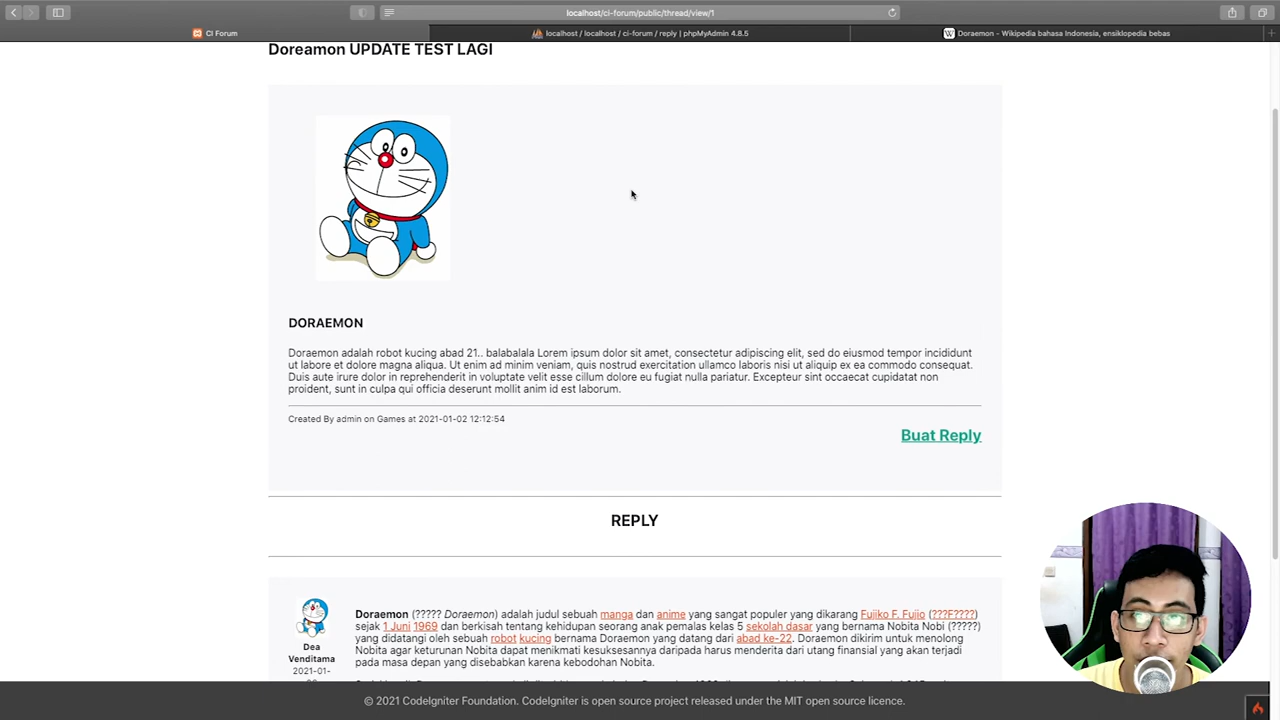 localhost/ci-forum/public/thread/view/1
CI Forum
localhost / localhost / ci-forum / reply | phpMyAdmin 4.8.5
W Doraemon - Wikipedia bahasa Indonesia, ensiklopedia bebas
Doreamon UPDATE TEST LAGI
DORAEMON
Doraemon adalah robot kucing abad 21.. balabalala Lorem ipsum dolor sit amet, consectetur adipiscing elit, sed do eiusmod tempor incididunt
ut labore et dolore magna aliqua. Ut enim ad minim veniam, quis nostrud exercitation ullamco laboris nisi ut aliquip ex ea commodo consequat.
Duis aute irure dolor in reprehenderit in voluptate velit esse cillum dolore eu fugiat nulla pariatur. Excepteur sint occaecat cupidatat non
proident, sunt in culpa qui officia deserunt mollit anim id est laborum.
Created By admin on Games at 2021-01-02 12:12:54
Buat Reply
REPLY
Doraemon (????? Doraemon) adalah judul sebuah manga dan anime yang sangat populer yang dikarang Fujiko F. Fujio (???F????)
sejak 1 Juni 1969 dan berkisah tentang kehidupan seorang anak pemalas kelas 5 sekolah dasar yang bernama Nobita Nobi (?????)
yang didatangi oleh sebuah robot kucing bernama Doraemon yang datang dari abad ke-22. Doraemon dikirim untuk menolong
Nobita agar keturunan Nobita dapat menikmati kesuksesannya daripada harus menderita dari utang finansial yang akan terjadi
pada masa depan yang disebabkan karena kebodohan Nobita.
Dea
Venditama
2021-01-
© 2021 CodeIgniter Foundation. CodeIgniter is open source project released under the MIT open source licence.